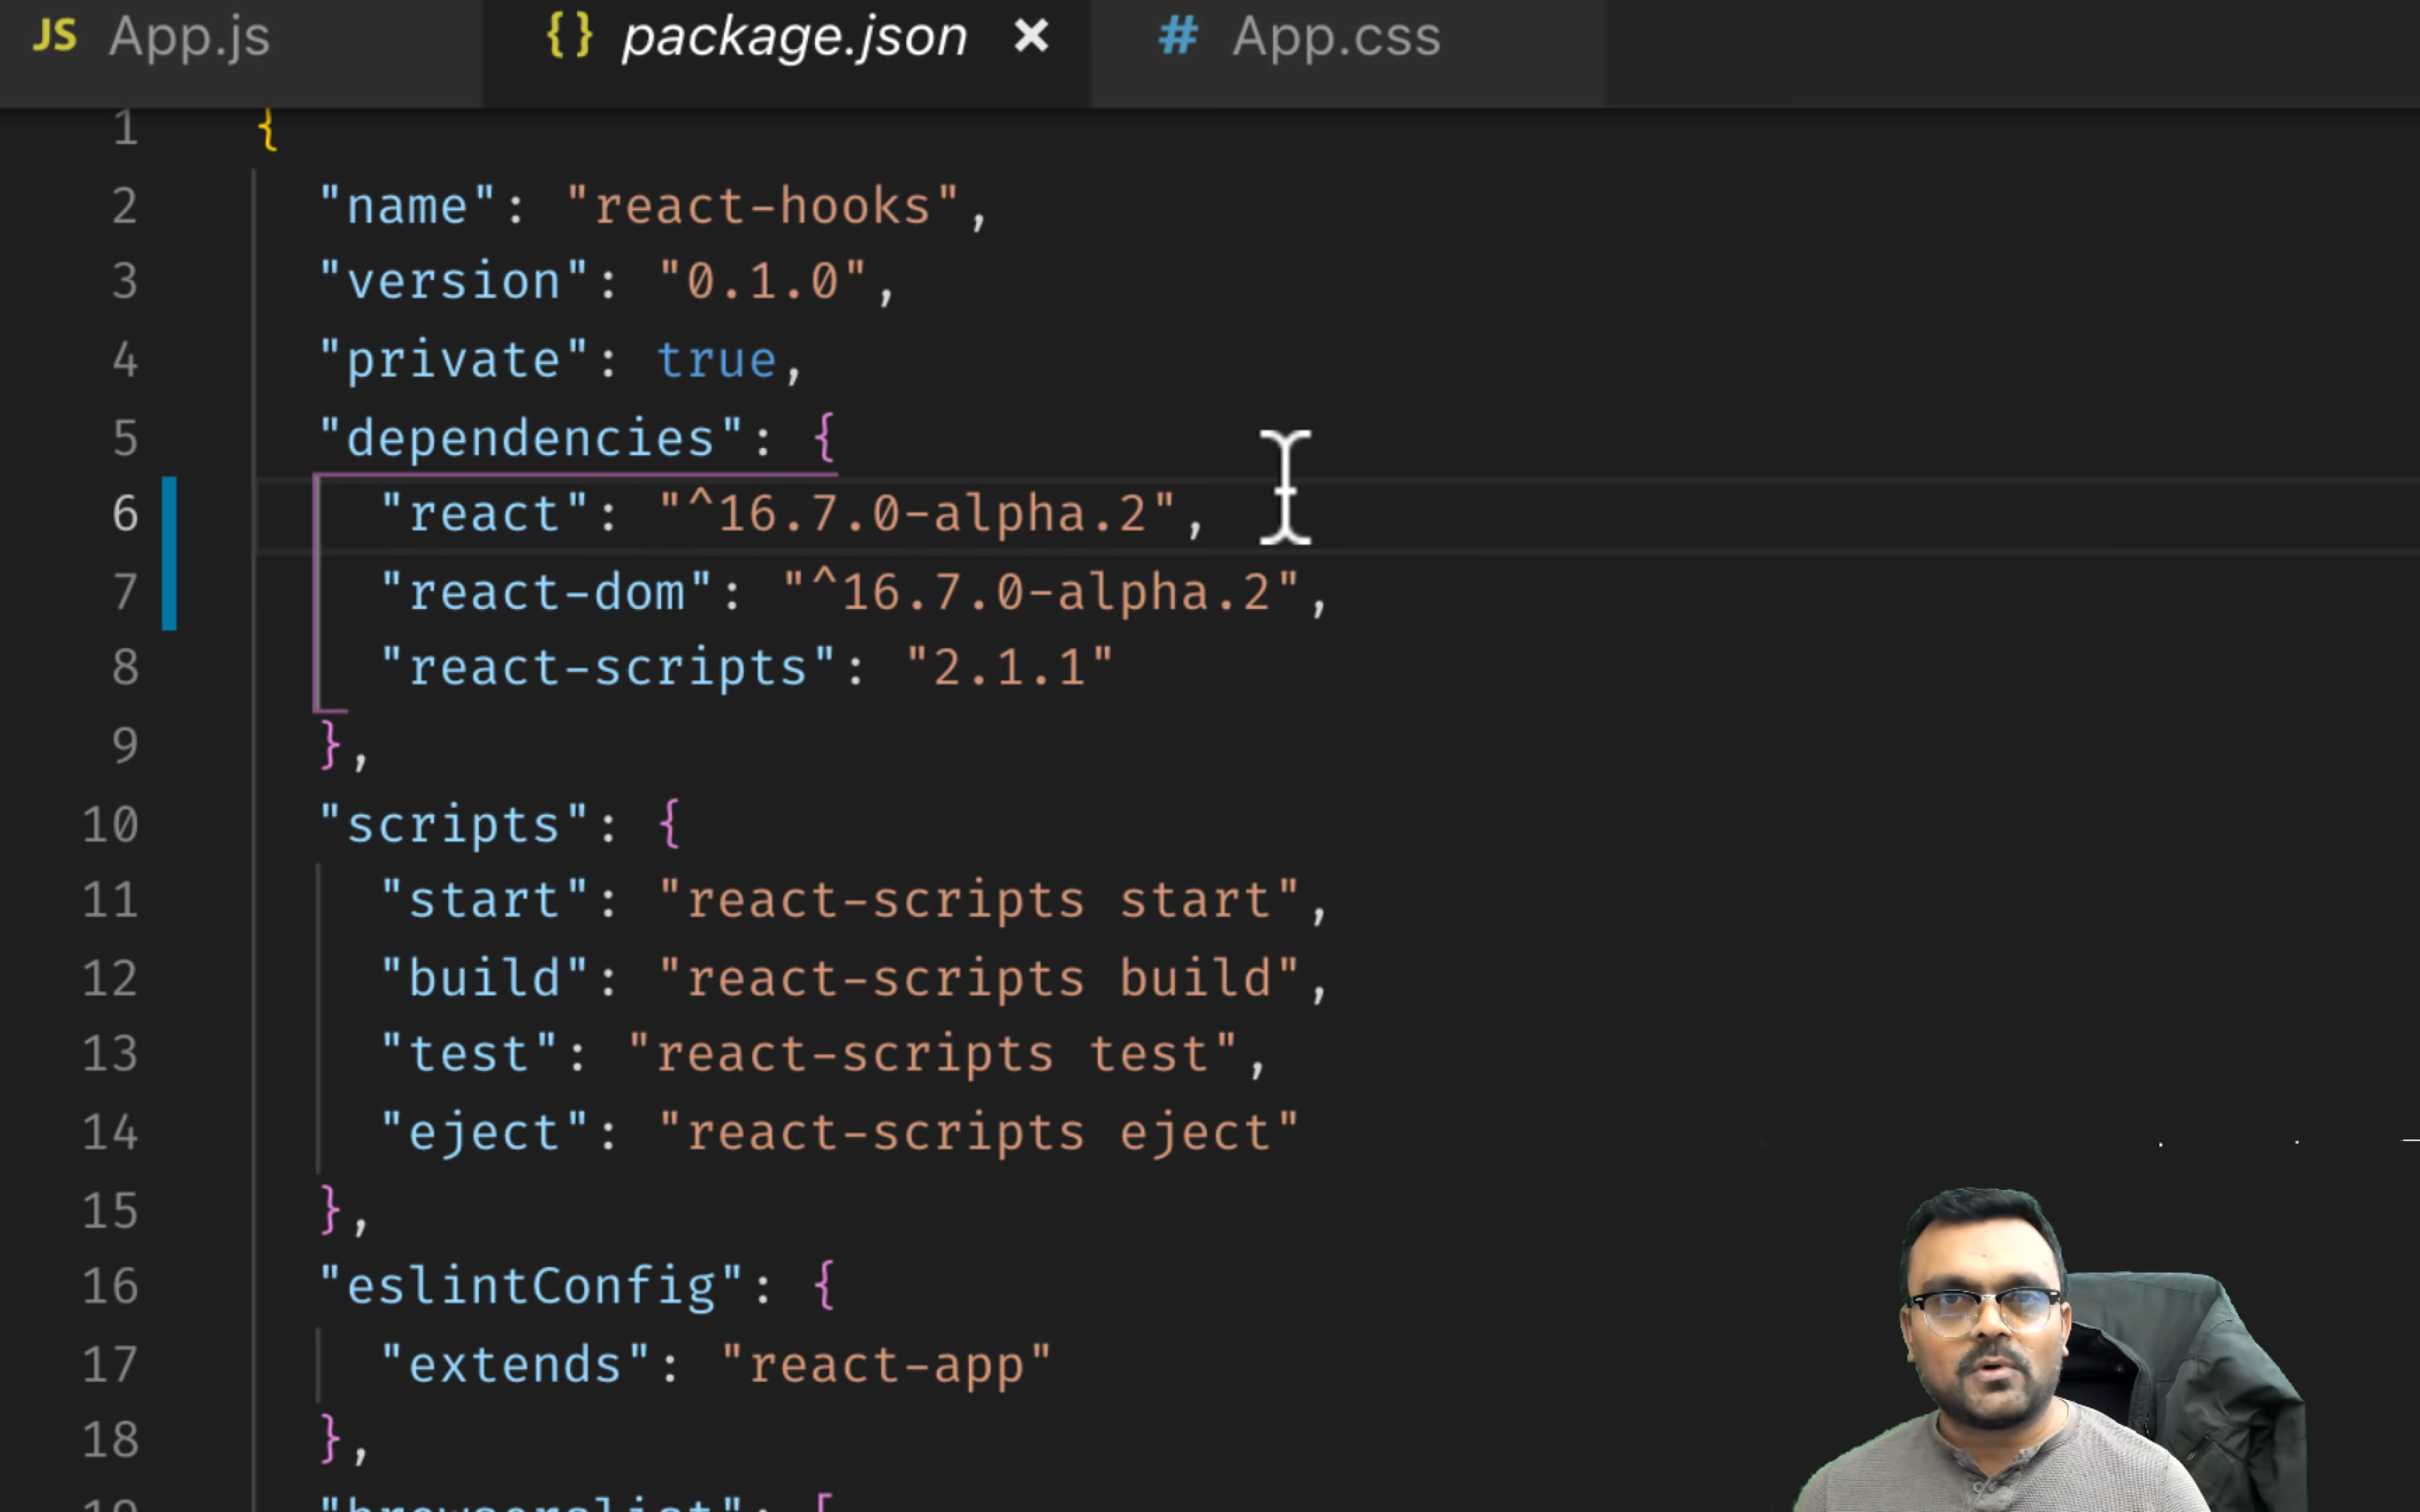 JS App.js {} package.json × # App.css
1 {
2 "name": "react-hooks",
3 "version": "0.1.0",
4 "private": true,
5 "dependencies": {
6 "react": "^16.7.0-alpha.2",
7 "react-dom": "^16.7.0-alpha.2",
8 "react-scripts": "2.1.1"
9 },
10 "scripts": {
11 "start": "react-scripts start",
12 "build": "react-scripts build",
13 "test": "react-scripts test",
14 "eject": "react-scripts eject"
15 },
16 "eslintConfig": {
17 "extends": "react-app"
18 },
19 "browserslist": [